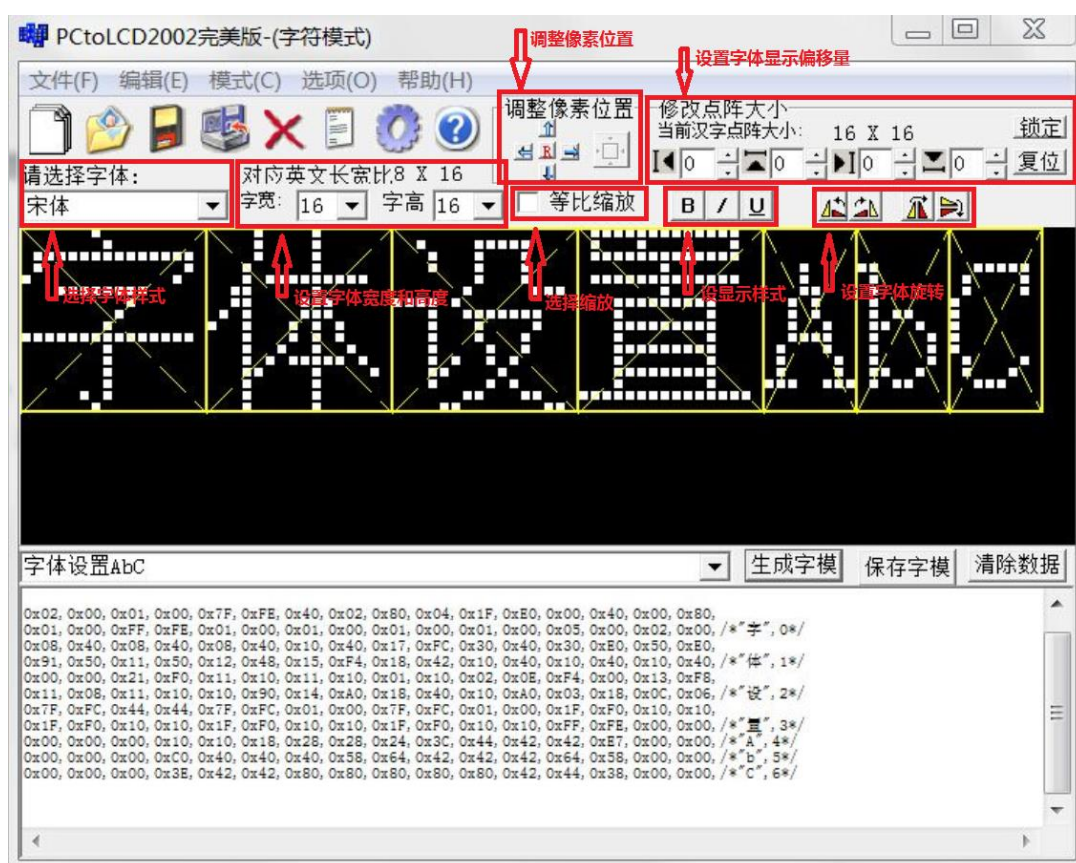 PCtoLCD2002完美版-(字符模式)
调整像素位置
设置字体显示偏移量
文件(F) 编辑(E) 模式(C) 选项(O) 帮助(H)
调整像素位置
修改点阵大小
当前汉字点阵大小: 16 X 16
锁定
R
0 0 0 0
复位
请选择字体:
对应英文长宽比8 X 16
宋体
字宽: 16 字高 16
等比缩放
B I U
字体设置AbC
选择字体样式
设置字体宽度和高度
选择缩放
设显示样式
设置字体旋转
字体设置AbC
生成字模
保存字模
清除数据
0x02, 0x00, 0x01, 0x00, 0x7F, 0xFE, 0x40, 0x02, 0x80, 0x04, 0x1F, 0xE0, 0x00, 0x40, 0x00, 0x80,
0x01, 0x00, 0xFF, 0xFE, 0x01, 0x00, 0x01, 0x00, 0x01, 0x00, 0x01, 0x00, 0x05, 0x00, 0x02, 0x00, /*"字", 0*/
0x08, 0x40, 0x08, 0x40, 0x08, 0x40, 0x10, 0x40, 0x17, 0xFC, 0x30, 0x40, 0x30, 0xE0, 0x50, 0xE0,
0x91, 0x50, 0x11, 0x50, 0x12, 0x48, 0x15, 0xF4, 0x18, 0x42, 0x10, 0x40, 0x10, 0x40, 0x10, 0x40, /*"体", 1*/
0x00, 0x00, 0x21, 0xF0, 0x11, 0x10, 0x11, 0x10, 0x01, 0x10, 0x02, 0x0E, 0xF4, 0x00, 0x13, 0xF8,
0x11, 0x08, 0x11, 0x10, 0x10, 0x90, 0x14, 0xA0, 0x18, 0x40, 0x10, 0xA0, 0x03, 0x18, 0x0C, 0x06, /*"设", 2*/
0x7F, 0xFC, 0x44, 0x44, 0x7F, 0xFC, 0x01, 0x00, 0x7F, 0xFC, 0x01, 0x00, 0x1F, 0xF0, 0x10, 0x10,
0x1F, 0xF0, 0x10, 0x10, 0x1F, 0xF0, 0x10, 0x10, 0x1F, 0xF0, 0x10, 0x10, 0xFF, 0xFE, 0x00, 0x00, /*"置", 3*/
0x00, 0x00, 0x00, 0x10, 0x10, 0x18, 0x28, 0x28, 0x24, 0x3C, 0x44, 0x42, 0x42, 0xE7, 0x00, 0x00, /*"A", 4*/
0x00, 0x00, 0x00, 0xC0, 0x40, 0x40, 0x40, 0x58, 0x64, 0x42, 0x42, 0x42, 0x64, 0x58, 0x00, 0x00, /*"b", 5*/
0x00, 0x00, 0x00, 0x3E, 0x42, 0x42, 0x80, 0x80, 0x80, 0x80, 0x80, 0x42, 0x44, 0x38, 0x00, 0x00, /*"C", 6*/